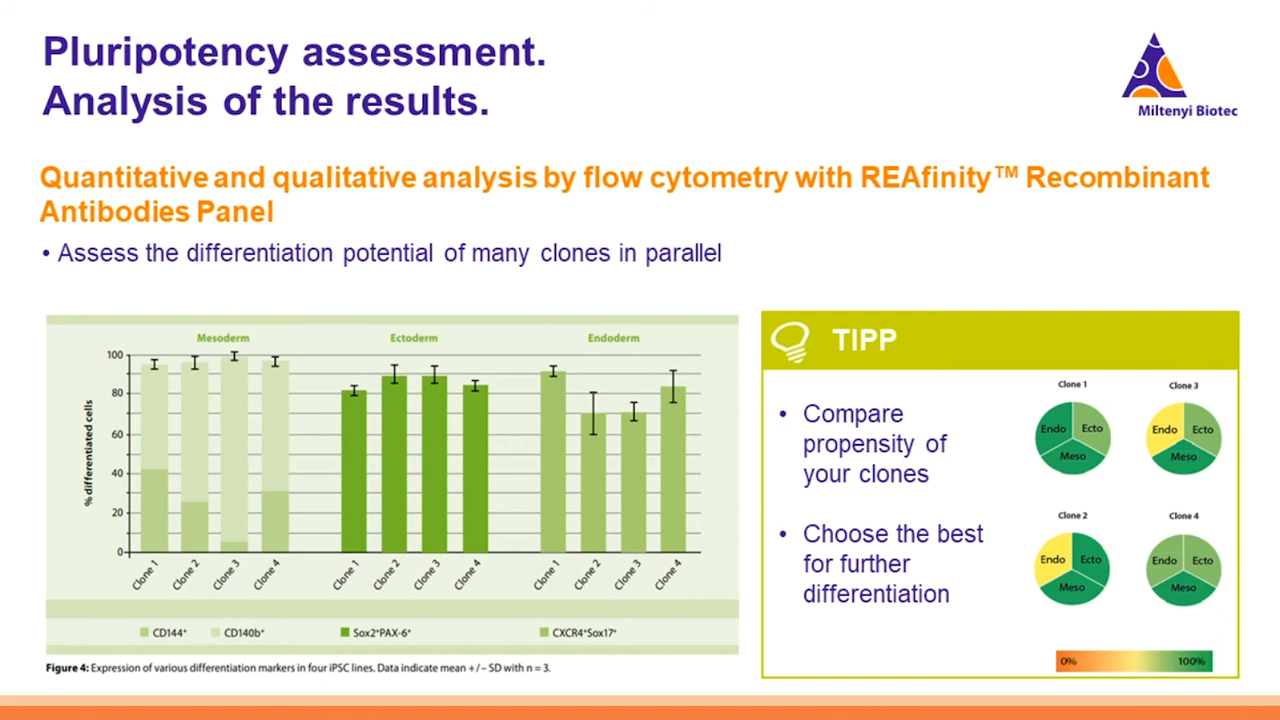 Pluripotency assessment.
Analysis of the results.
Miltenyi Biotec
Quantitative and qualitative analysis by flow cytometry with REAfinity™ Recombinant
Antibodies Panel
• Assess the differentiation potential of many clones in parallel
Mesoderm Ectoderm Endoderm
% differentiated cells
100
80
60
40
20
0
Clone 1 Clone 2 Clone 3 Clone 4 Clone 1 Clone 2 Clone 3 Clone 4 Clone 1 Clone 2 Clone 3 Clone 4
CD144⁺ CD140b⁺ Sox2⁺PAX-6⁺ CXCR4⁺Sox17⁺
Figure 4: Expression of various differentiation markers in four iPSC lines. Data indicate mean +/– SD with n = 3.
TIPP
• Compare
propensity of
your clones
• Choose the best
for further
differentiation
Clone 1
Endo Ecto
Meso
Clone 3
Endo Ecto
Meso
Clone 2
Endo Ecto
Meso
Clone 4
Endo Ecto
Meso
0% 100%